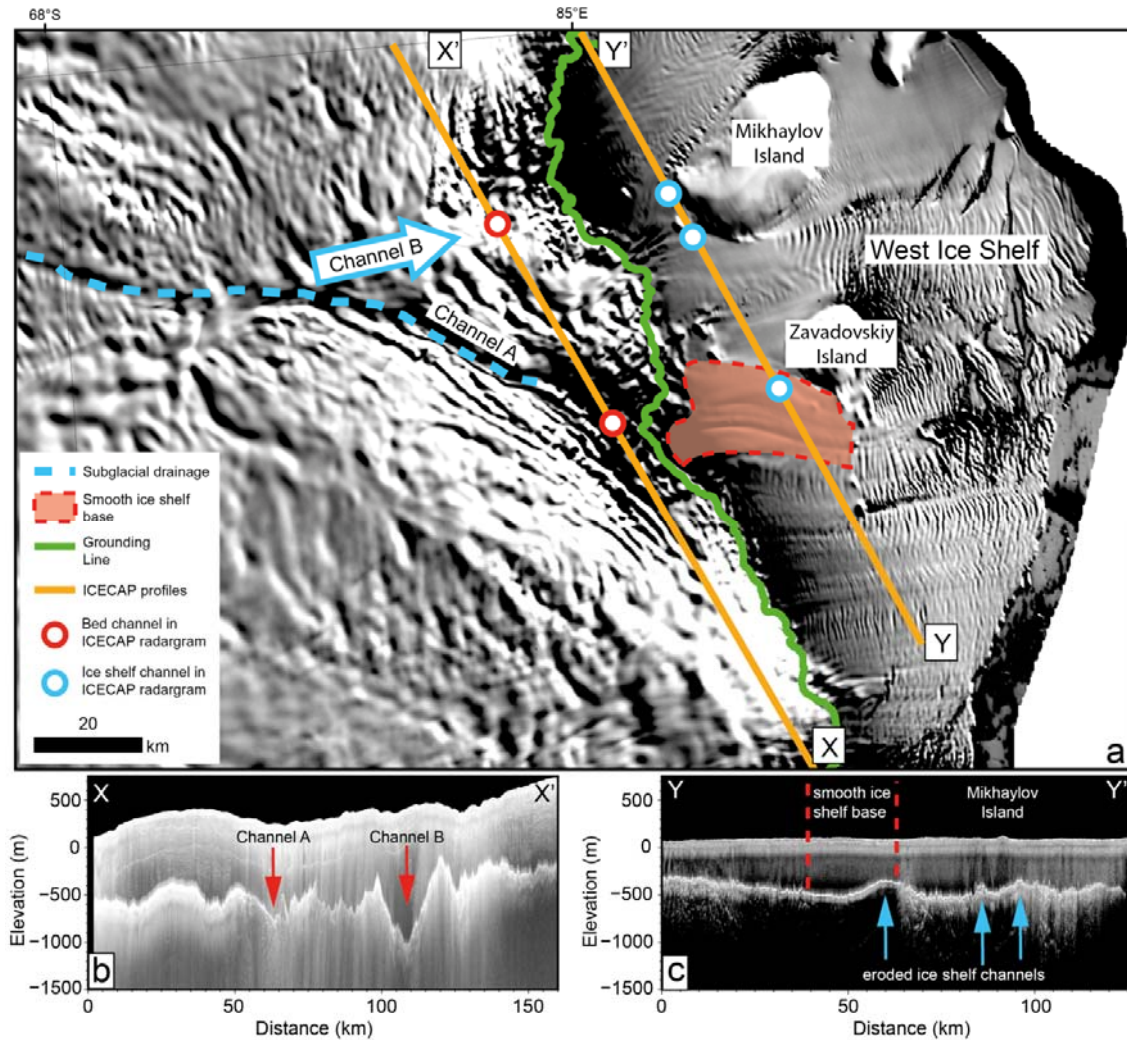 68°S
85°E
X'
Y'
Mikhaylov
Island
Channel B
West Ice Shelf
Channel A
Zavadovskiy
Island
Subglacial drainage
Smooth ice shelf
base
Grounding
Line
ICECAP profiles
Bed channel in
ICECAP radargram
Ice shelf channel in
ICECAP radargram
20
km
Y
X
a
X
X'
Channel A
Channel B
500
0
−500
−1000
−1500
Elevation (m)
b
0
50
100
150
Distance (km)
Y
smooth ice
shelf base
Mikhaylov
Island
Y'
500
0
−500
−1000
−1500
Elevation (m)
eroded ice shelf channels
c
0
50
100
Distance (km)